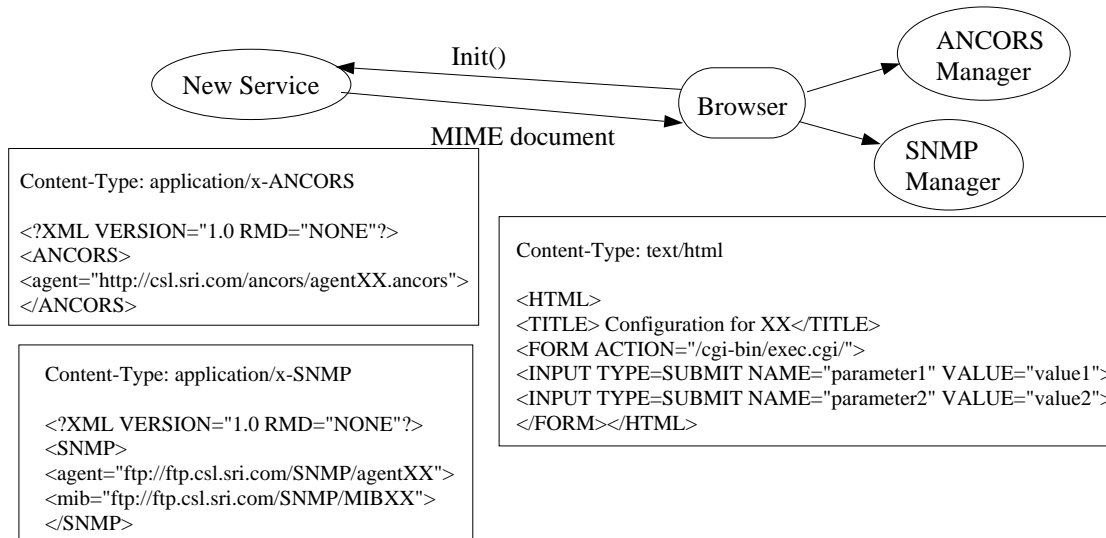 Init()
ANCORS
Manager
New Service
Browser
MIME document
SNMP
Manager
Content-Type: application/x-ANCORS
<?XML VERSION="1.0 RMD="NONE"?>
<ANCORS>
<agent="http://csl.sri.com/ancors/agentXX.ancors">
</ANCORS>
Content-Type: text/html
<HTML>
<TITLE> Configuration for XX</TITLE>
<FORM ACTION="/cgi-bin/exec.cgi/">
<INPUT TYPE=SUBMIT NAME="parameter1" VALUE="value1">
<INPUT TYPE=SUBMIT NAME="parameter2" VALUE="value2">
</FORM></HTML>
Content-Type: application/x-SNMP
<?XML VERSION="1.0 RMD="NONE"?>
<SNMP>
<agent="ftp://ftp.csl.sri.com/SNMP/agentXX">
<mib="ftp://ftp.csl.sri.com/SNMP/MIBXX">
</SNMP>